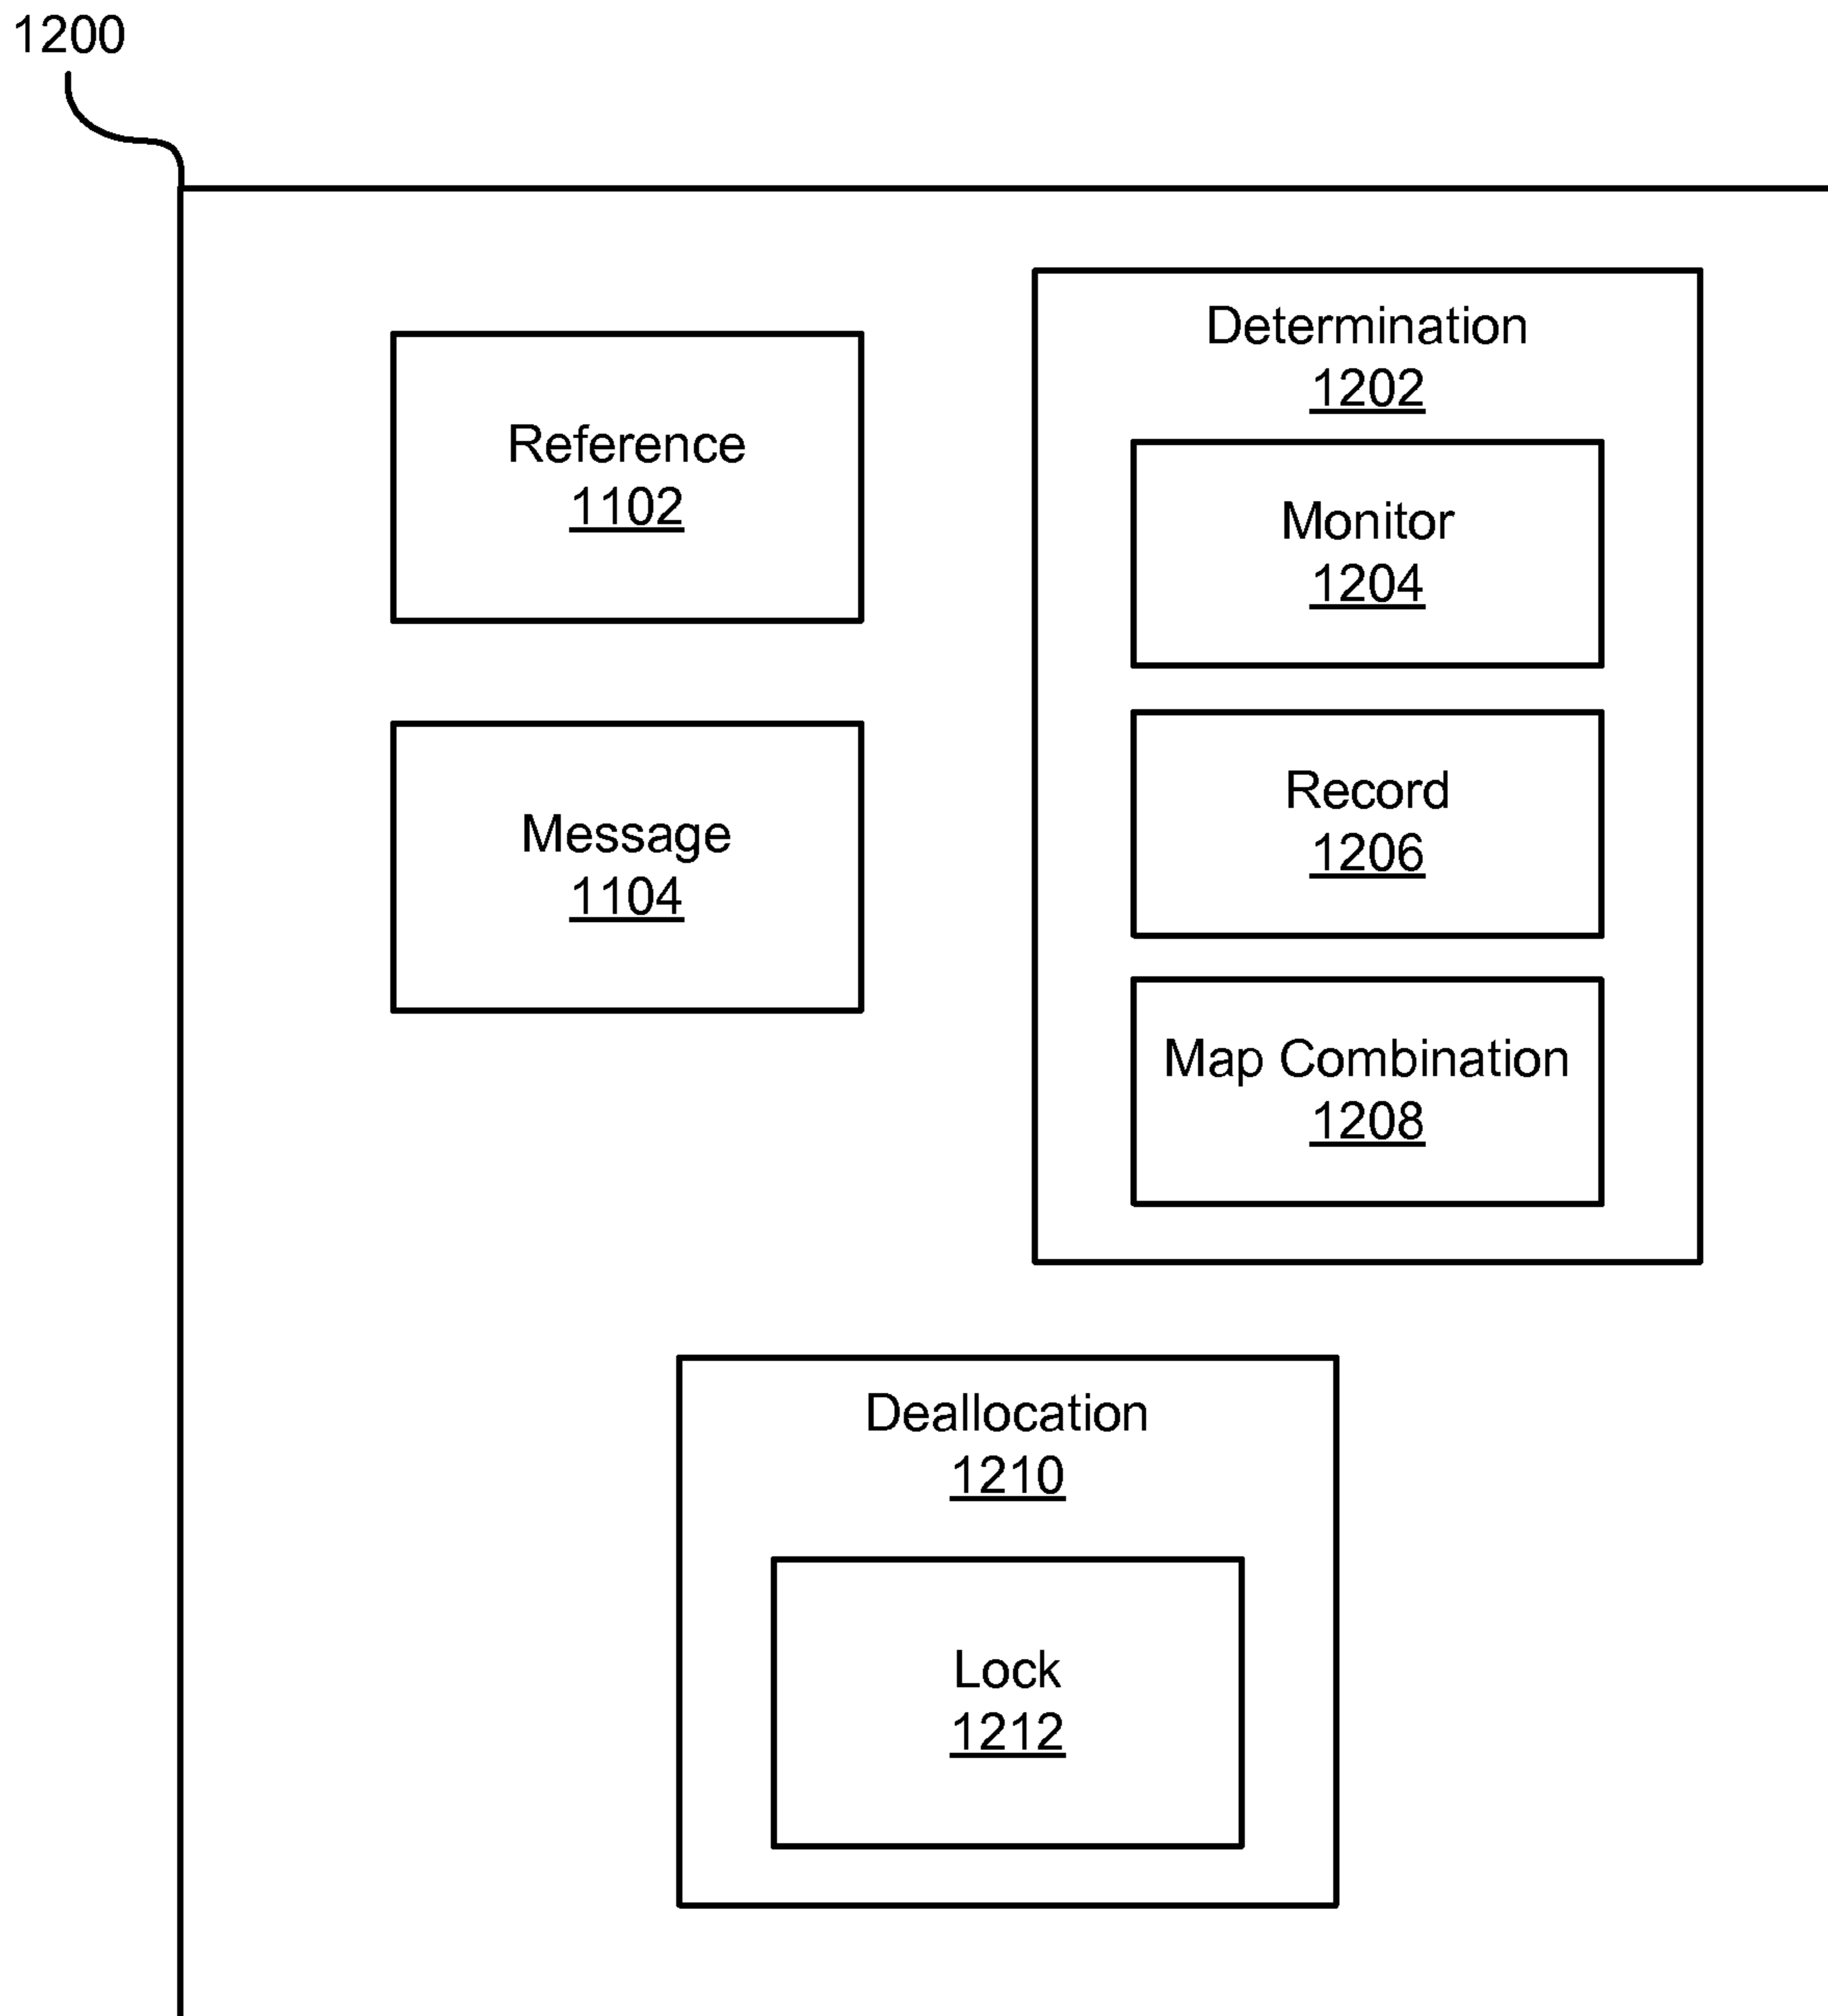 1200
Reference
1102
Message
1104
Determination
1202
Monitor
1204
Record
1206
Map Combination
1208
Deallocation
1210
Lock
1212